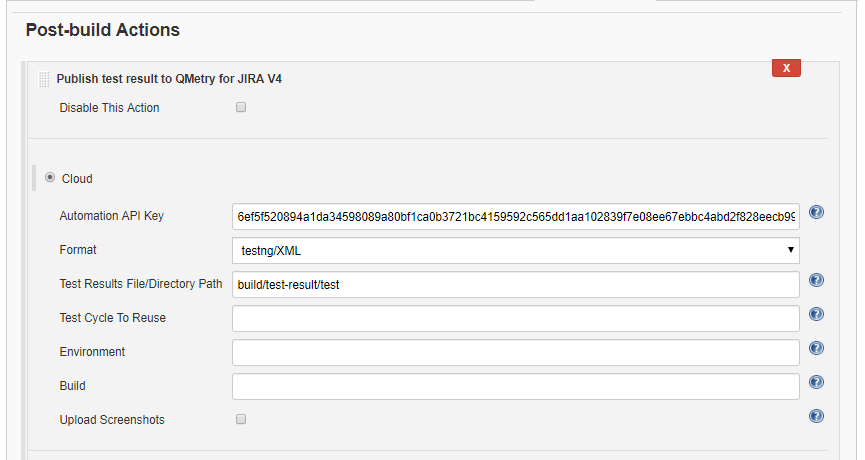 Post-build Actions
Publish test result to QMetry for JIRA V4
X
Disable This Action
Cloud
Automation API Key
6ef5f520894a1da34598089a80bf1ca0b3721bc4159592c565dd1aa102839f7e08ee67ebbc4abd2f828eecb99
Format
testng/XML
Test Results File/Directory Path
build/test-result/test
Test Cycle To Reuse
Environment
Build
Upload Screenshots